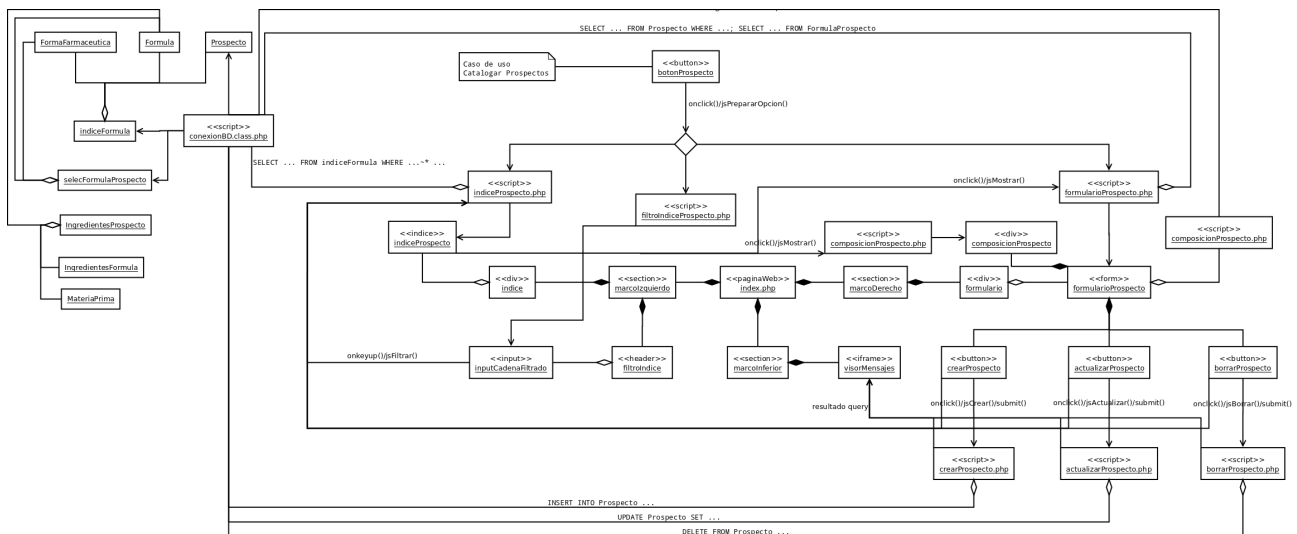 SELECT ... FROM Prospecto WHERE ...; SELECT ... FROM FormulaProspecto
FormaFarmaceutica
Formula
Prospecto
Caso de uso
Catalogar Prospectos
<<button>>
botonProspecto
onclick()/jsPrepararOpcion()
<<script>>
conexionBD.class.php
indiceFormula
SELECT ... FROM indiceFormula WHERE ...~* ...
selecFormulaProspecto
<<script>>
indiceProspecto.php
<<script>>
filtroIndiceProspecto.php
onclick()/jsMostrar()
<<script>>
formularioProspecto.php
IngredientesProspecto
<<indice>>
indiceProspecto
onclick()/jsMostrar()
<<script>>
composicionProspecto.php
<<div>>
composicionProspecto
<<script>>
composicionProspecto.php
IngredientesFormula
MateriaPrima
<<div>>
indice
<<section>>
marcoIzquierdo
<<paginaWeb>>
index.php
<<section>>
marcoDerecho
<<div>>
formulario
<<form>>
formularioProspecto
onkeyup()/jsFiltrar()
<<input>>
inputCadenaFiltrado
<<header>>
filtroIndice
<<section>>
marcoInferior
<<iframe>>
visorMensajes
<<button>>
crearProspecto
<<button>>
actualizarProspecto
<<button>>
borrarProspecto
resultado query
onclick()/jsCrear()/submit()
onclick()/jsActualizar()/submit()
onclick()/jsBorrar()/submit()
<<script>>
crearProspecto.php
<<script>>
actualizarProspecto.php
<<script>>
borrarProspecto.php
INSERT INTO Prospecto ...
UPDATE Prospecto SET ...
DELETE FROM Prospecto ...